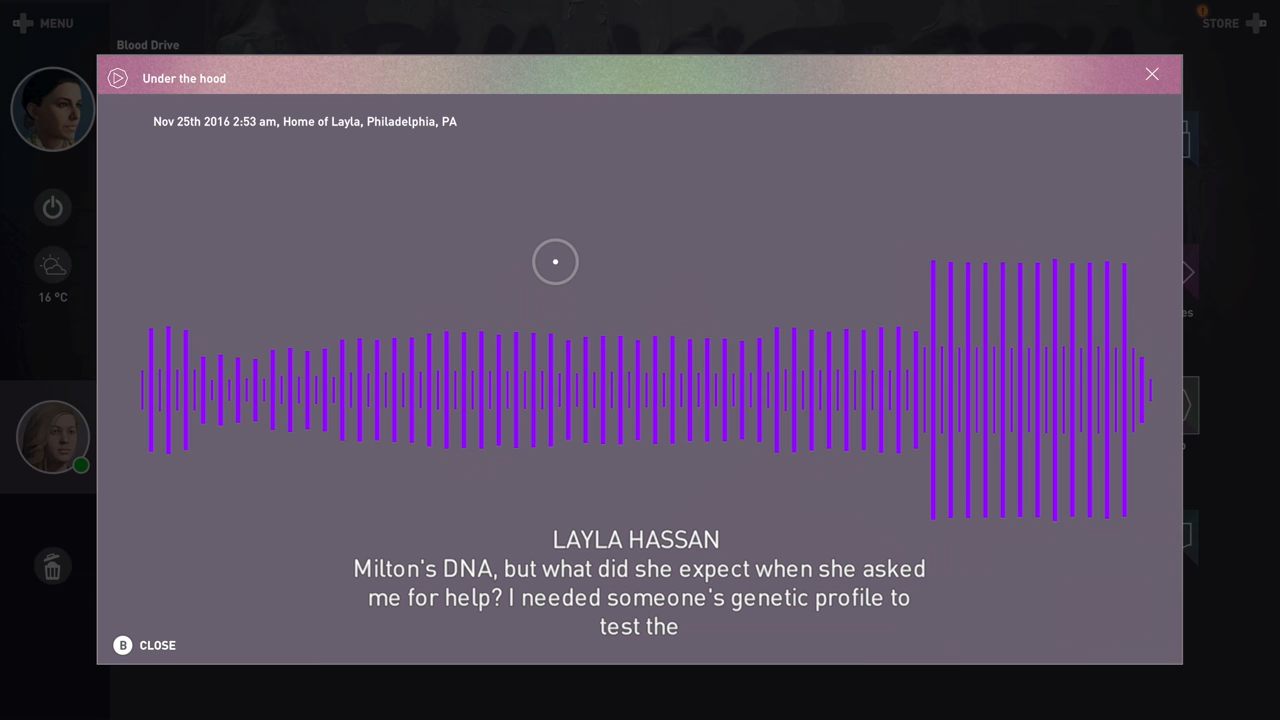 MENU
STORE
Blood Drive
Under the hood
Nov 25th 2016 2:53 am, Home of Layla, Philadelphia, PA
16 °C
es
LAYLA HASSAN
Milton's DNA, but what did she expect when she asked
me for help? I needed someone's genetic profile to
test the
B CLOSE